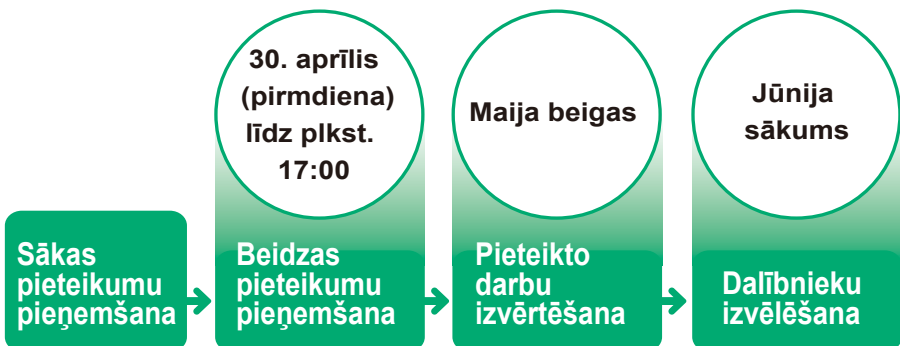 30. aprīlis
(pirmdiena)
līdz plkst.
17:00
Maija beigas
Jūnija
sākums
Sākas
pieteikumu
pieņemšana
Beidzas
pieteikumu
pieņemšana
Pieteikto
darbu
izvērtēšana
Dalībnieku
izvēlēšana